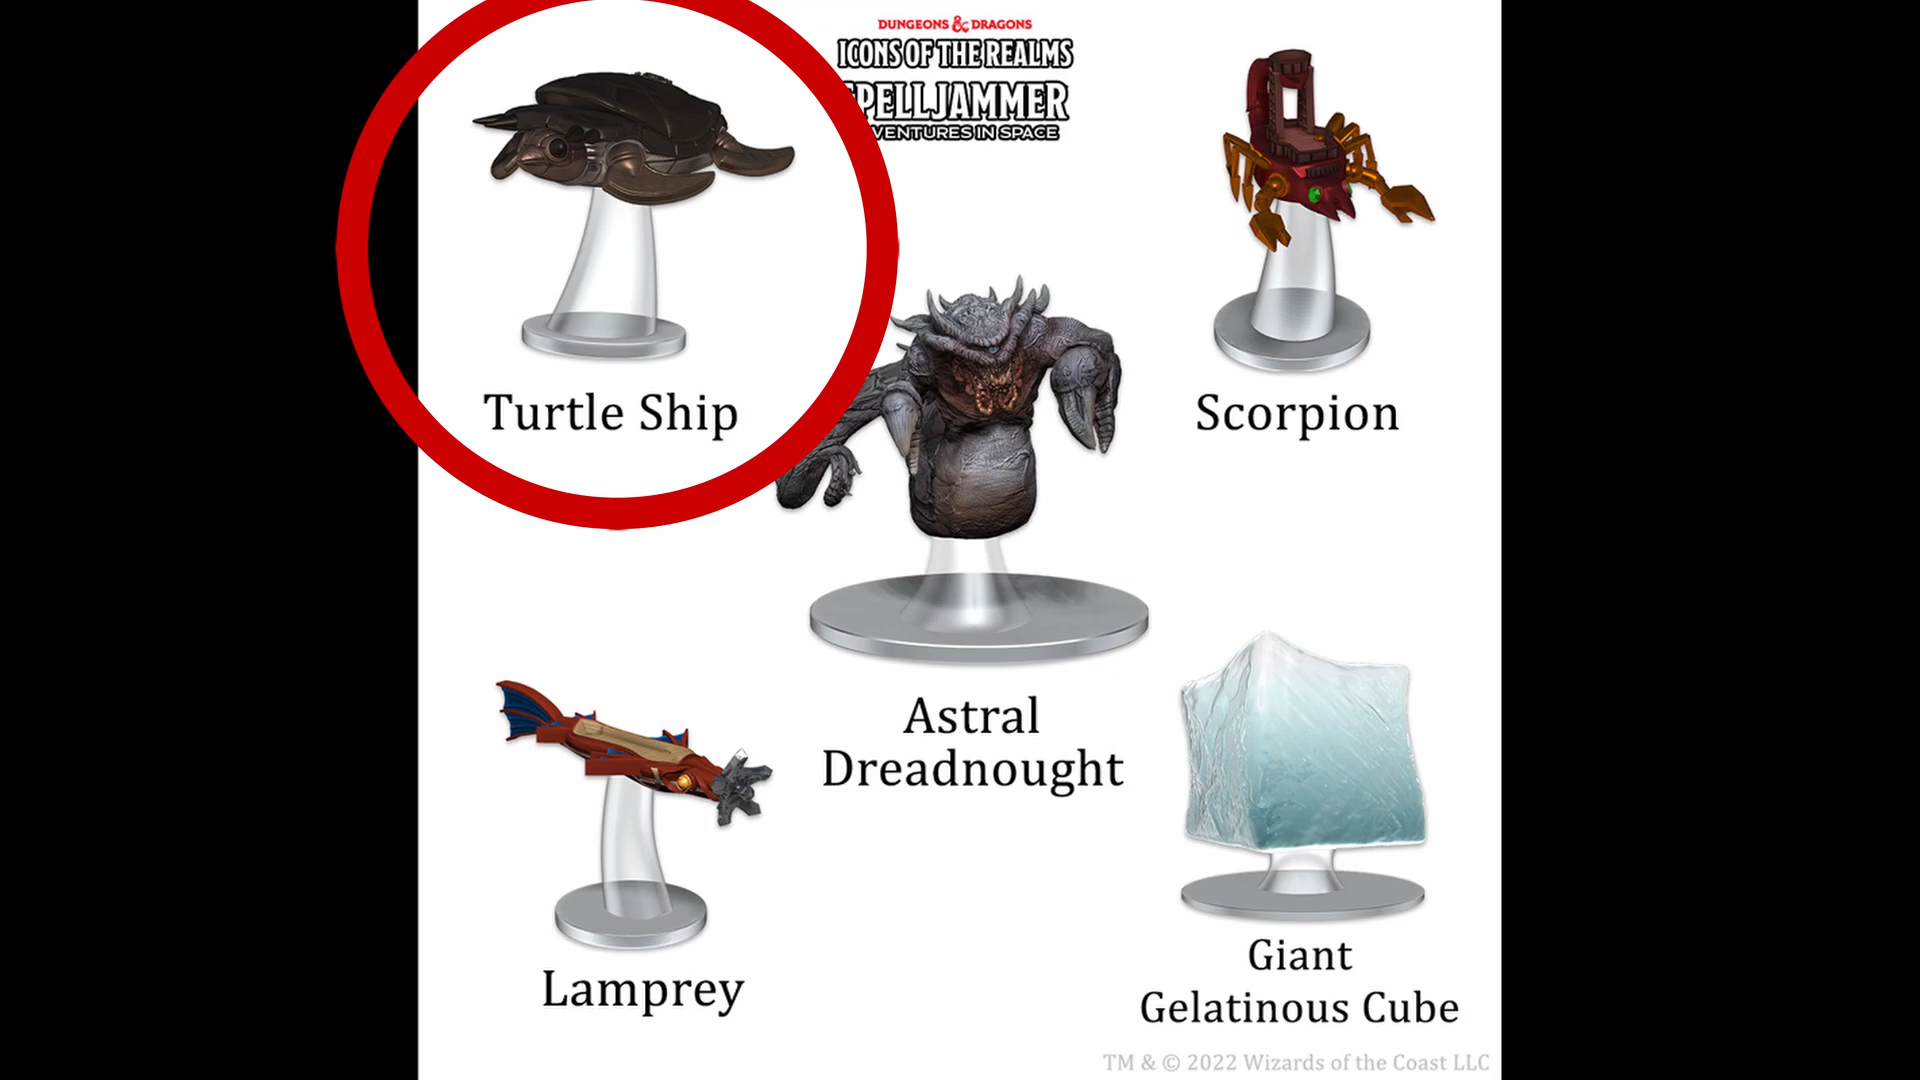 DUNGEONS & DRAGONS
ICONS OF THE REALMS
PELLJAMMER
VENTURES IN SPACE
Turtle Ship
Scorpion
Astral
Dreadnought
Lamprey
Giant
Gelatinous Cube
TM & © 2022 Wizards of the Coast LLC